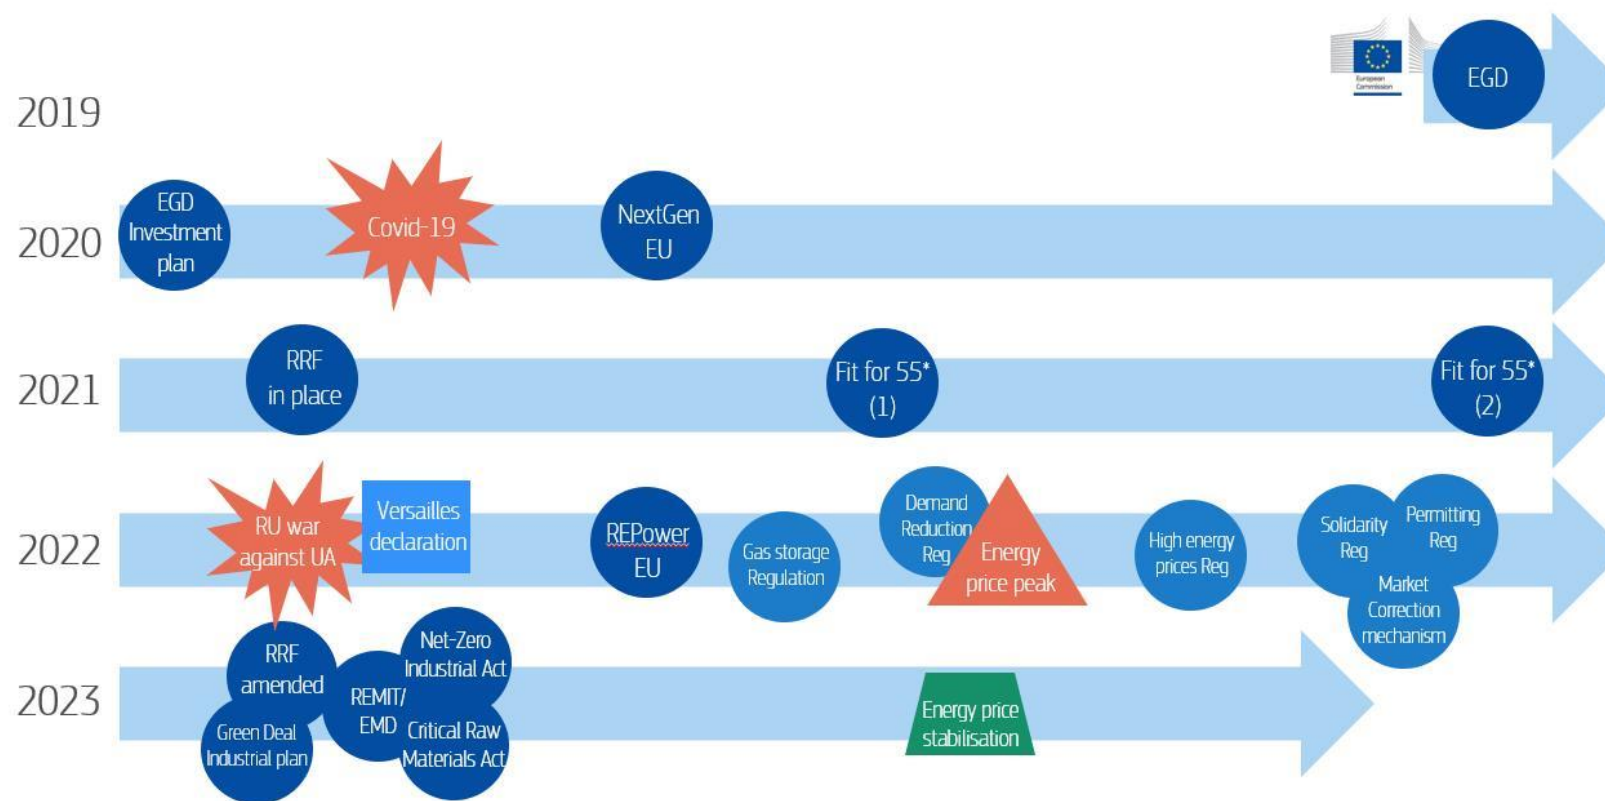 European
Commission
EGD
2019
EGD
Investment
plan
Covid-19
NextGen
EU
2020
RRF
in place
Fit for 55*
(1)
Fit for 55*
(2)
2021
RU war
against UA
Versailles
declaration
REPower
EU
Gas storage
Regulation
Demand
Reduction
Reg
Energy
price peak
High energy
prices Reg
Solidarity
Reg
Permitting
Reg
Market
Correction
mechanism
2022
RRF
amended
Green Deal
Industrial plan
REMIT/
EMD
Net-Zero
Industrial Act
Critical Raw
Materials Act
Energy price
stabilisation
2023